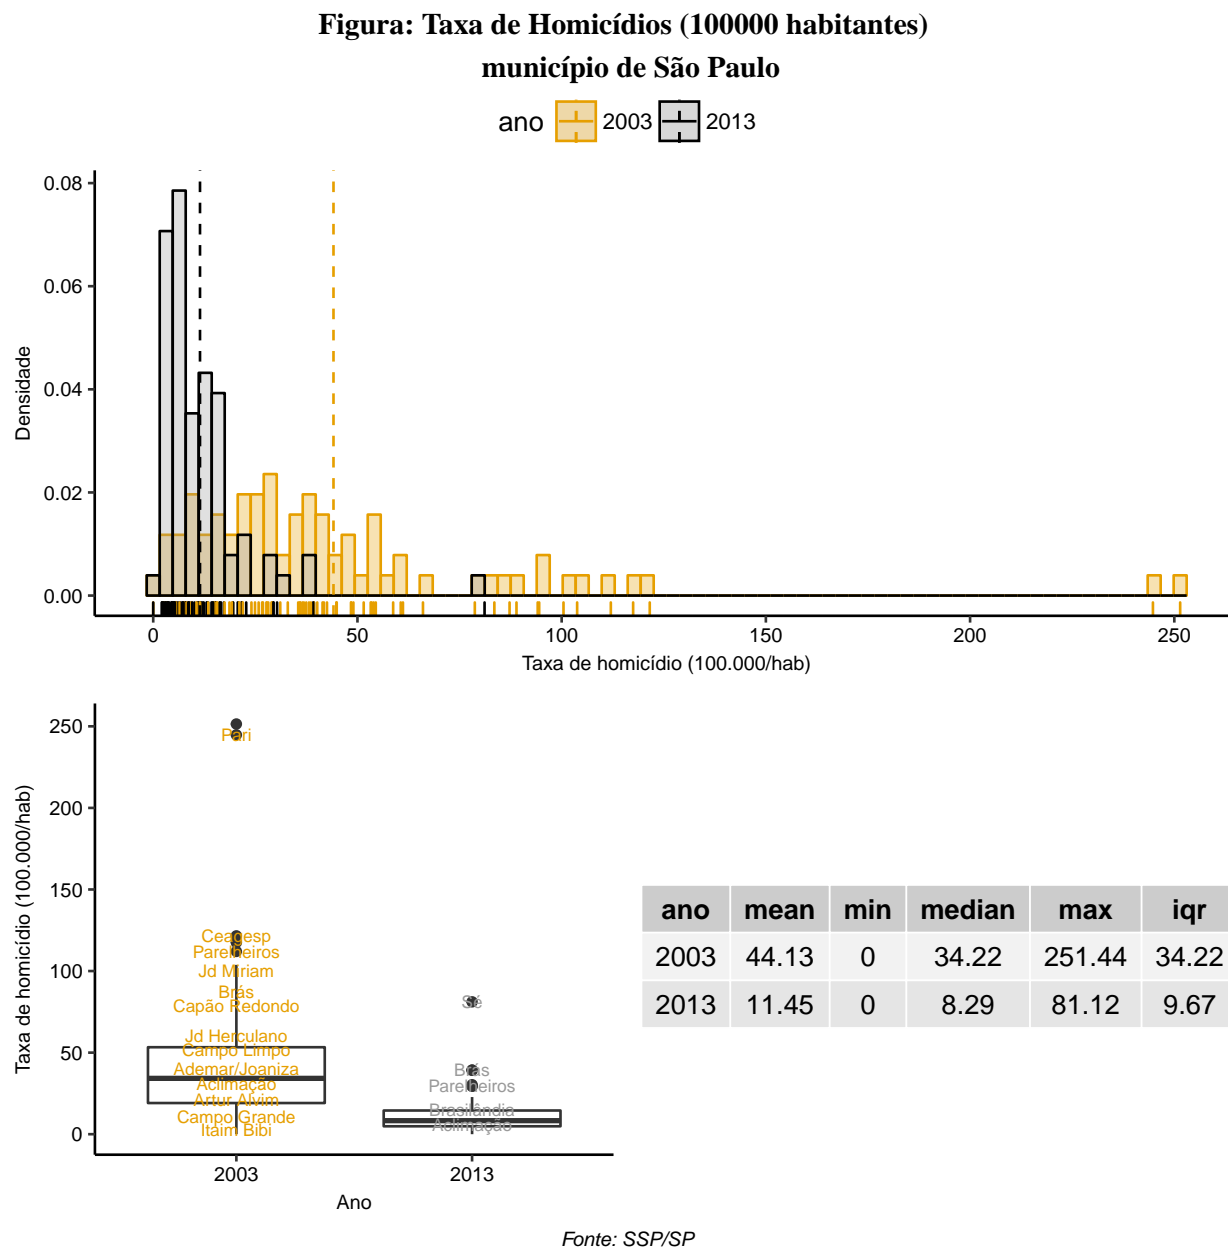 Figura: Taxa de Homicídios (100000 habitantes)
município de São Paulo
ano 2003 2013
0.08
0.06
0.04
0.02
0.00
Densidade
0 50 100 150 200 250
Taxa de homicídio (100.000/hab)
250
200
150
100
50
0
Taxa de homicídio (100.000/hab)
Pari
Ceagesp
Parelheiros
Jd Miriam
Brás
Capão Redondo
Jd Herculano
Campo Limpo
Ademar/Joaniza
Aclimação
Artur Alvim
Campo Grande
Itaim Bibi
Sé
Brás
Parelheiros
Brasilândia
Aclimação
2003 2013
Ano
ano mean min median max iqr
2003 44.13 0 34.22 251.44 34.22
2013 11.45 0 8.29 81.12 9.67
Fonte: SSP/SP